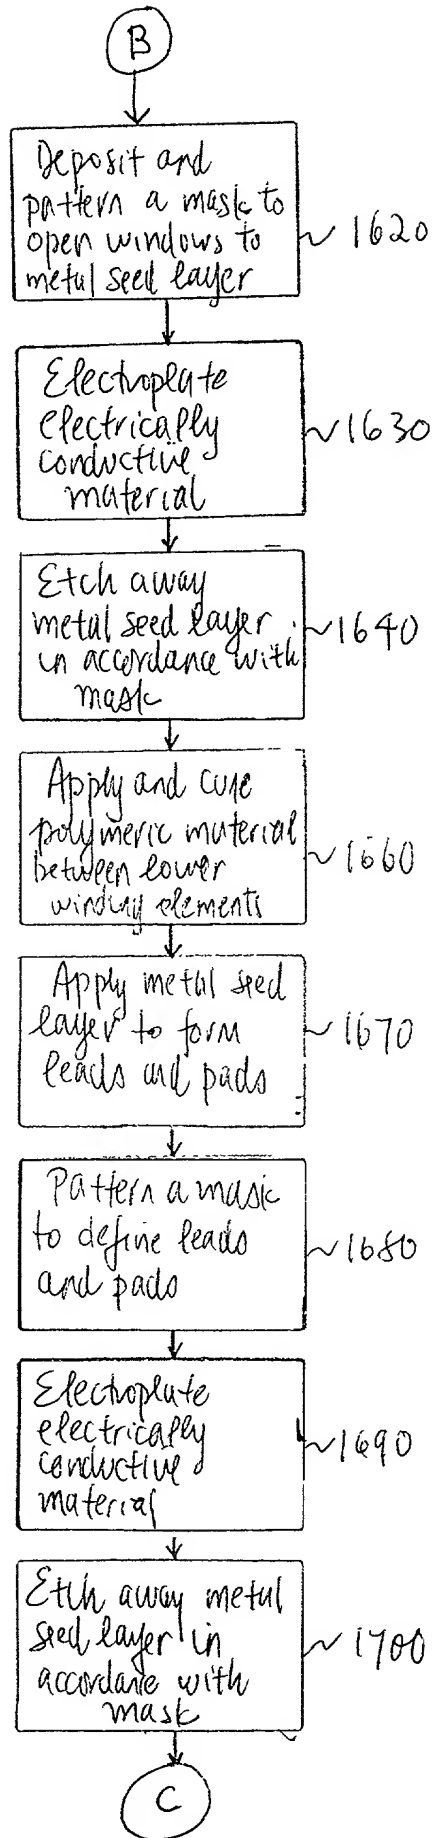 B
Deposit and
pattern a mask to
open windows to
metal seed layer
1620
Electroplate
electrically
conductive
material
1630
Etch away
metal seed layer
in accordance with
mask
1640
Apply and cure
polymeric material
between lower
winding elements
1660
Apply metal seed
layer to form
leads and pads
1670
Pattern a mask
to define leads
and pads
1680
Electroplate
electrically
conductive
material
1690
Etch away metal
seed layer in
accordane with
mask
1700
C